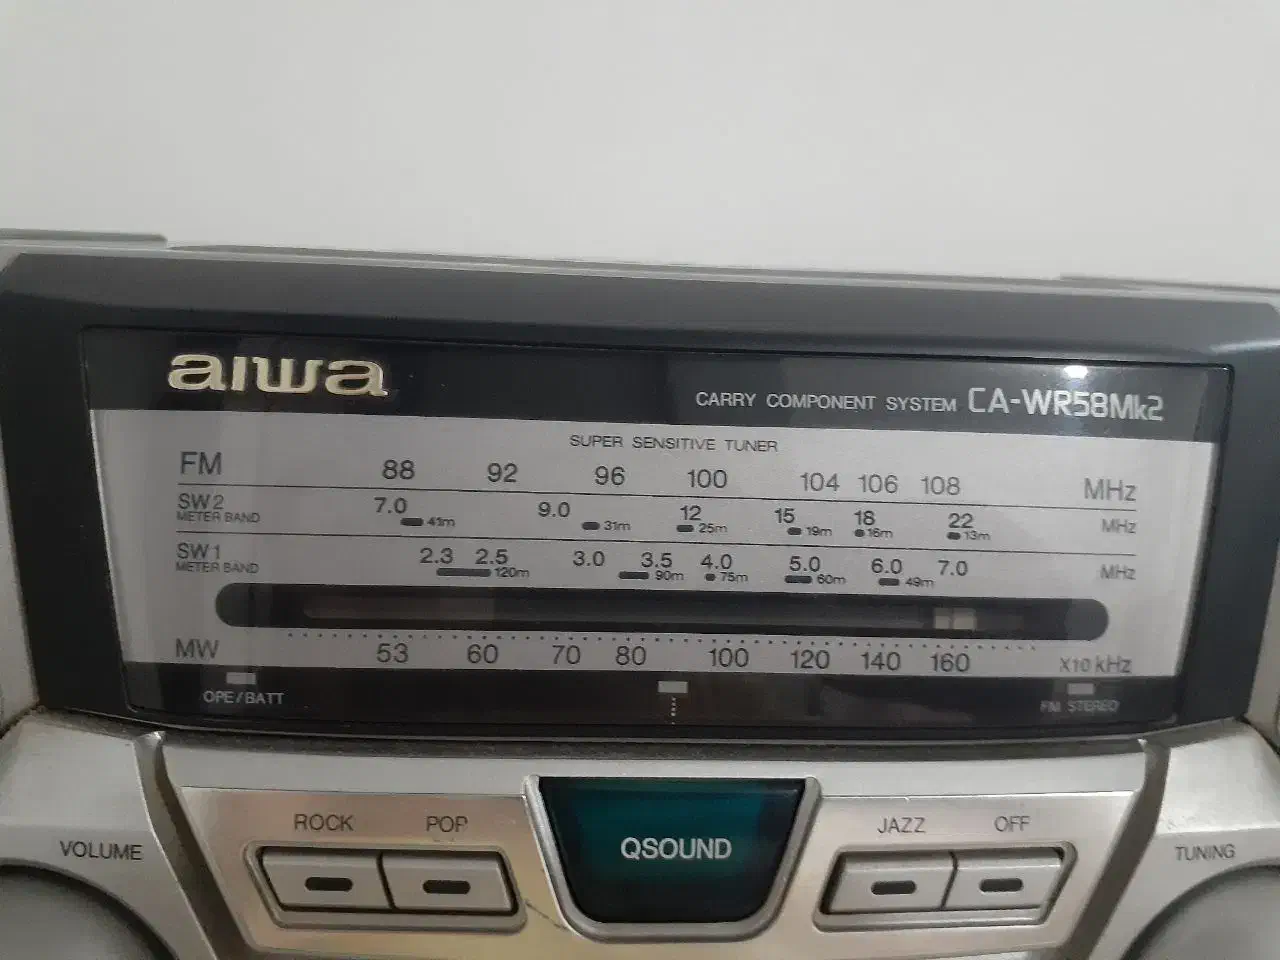 aiwa
CARRY COMPONENT SYSTEM CA-WR58Mk2
SUPER SENSITIVE TUNER
FM 88 92 96 100 104 106 108 MHz
SW2 7.0 9.0 12 15 18 22 MHz
METER BAND 41m 31m 25m 19m 16m 13m
SW1 2.3 2.5 3.0 3.5 4.0 5.0 6.0 7.0 MHz
METER BAND 120m 90m 75m 60m 49m
MW 53 60 70 80 100 120 140 160 X10 kHz
OPE/BATT FM STEREO
ROCK POP JAZZ OFF
VOLUME QSOUND TUNING